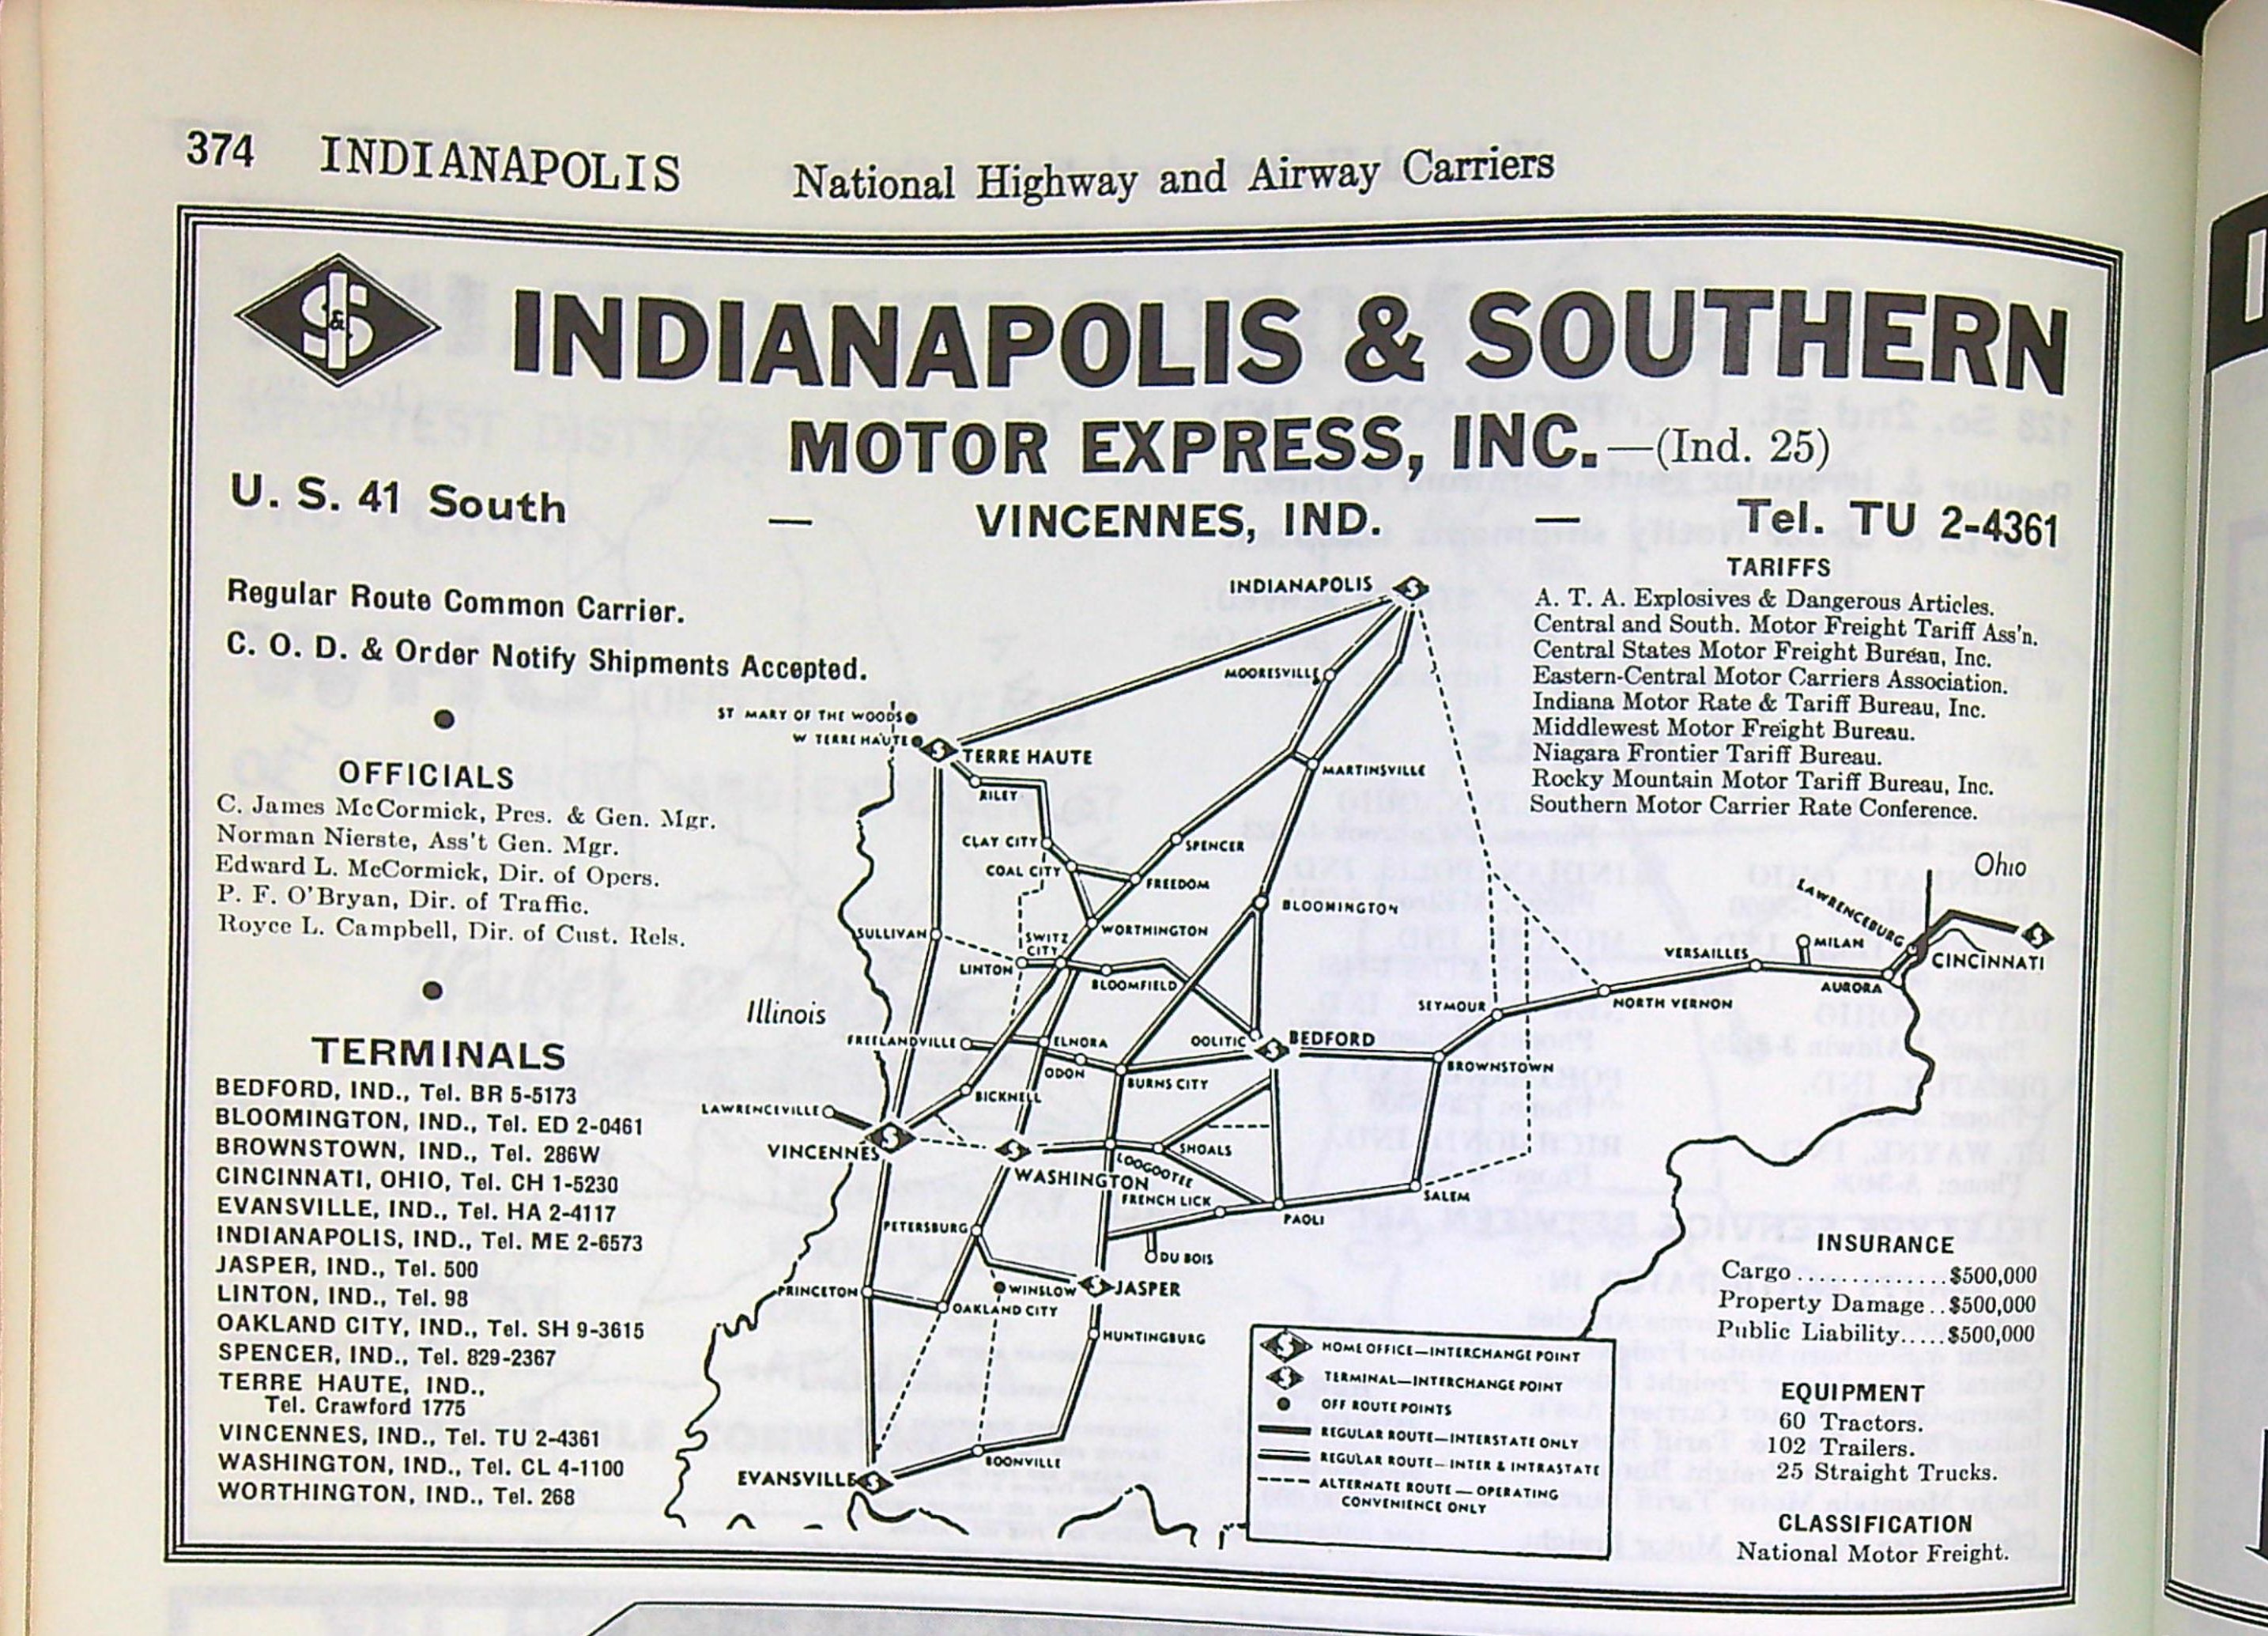 374 INDIANAPOLIS National Highway and Airway Carriers
S & I
INDIANAPOLIS & SOUTHERN
MOTOR EXPRESS, INC.—(Ind. 25)
U. S. 41 South — VINCENNES, IND. — Tel. TU 2-4361
Regular Route Common Carrier.
C. O. D. & Order Notify Shipments Accepted.
OFFICIALS
C. James McCormick, Pres. & Gen. Mgr.
Norman Nierste, Ass't Gen. Mgr.
Edward L. McCormick, Dir. of Opers.
P. F. O'Bryan, Dir. of Traffic.
Royce L. Campbell, Dir. of Cust. Rels.
TERMINALS
BEDFORD, IND., Tel. BR 5-5173
BLOOMINGTON, IND., Tel. ED 2-0461
BROWNSTOWN, IND., Tel. 286W
CINCINNATI, OHIO, Tel. CH 1-5230
EVANSVILLE, IND., Tel. HA 2-4117
INDIANAPOLIS, IND., Tel. ME 2-6573
JASPER, IND., Tel. 500
LINTON, IND., Tel. 98
OAKLAND CITY, IND., Tel. SH 9-3615
SPENCER, IND., Tel. 829-2367
TERRE HAUTE, IND.,
Tel. Crawford 1775
VINCENNES, IND., Tel. TU 2-4361
WASHINGTON, IND., Tel. CL 4-1100
WORTHINGTON, IND., Tel. 268
INDIANAPOLIS
MOORESVILLE
ST MARY OF THE WOODS
W TERRE HAUTE
TERRE HAUTE
MARTINSVILLE
RILEY
CLAY CITY
SPENCER
COAL CITY
FREEDOM
BLOOMINGTON
SULLIVAN
SWITZ
CITY
WORTHINGTON
LINTON
BLOOMFIELD
Illinois
FREELANDVILLE
ELNORA
OOLITIC
BEDFORD
ODON
BURNS CITY
BROWNSTOWN
SEYMOUR
NORTH VERNON
VERSAILLES
MILAN
AURORA
LAWRENCEBURG
Ohio
CINCINNATI
LAWRENCEVILLE
BICKNELL
VINCENNES
WASHINGTON
LOOGOOTEE
SHOALS
FRENCH LICK
PAOLI
SALEM
PETERSBURG
DU BOIS
PRINCETON
WINSLOW
JASPER
OAKLAND CITY
HUNTINGBURG
EVANSVILLE
BOONVILLE
HOME OFFICE—INTERCHANGE POINT
TERMINAL—INTERCHANGE POINT
OFF ROUTE POINTS
REGULAR ROUTE—INTERSTATE ONLY
REGULAR ROUTE—INTER & INTRASTATE
ALTERNATE ROUTE—OPERATING
CONVENIENCE ONLY
TARIFFS
A. T. A. Explosives & Dangerous Articles.
Central and South. Motor Freight Tariff Ass'n.
Central States Motor Freight Bureau, Inc.
Eastern-Central Motor Carriers Association.
Indiana Motor Rate & Tariff Bureau, Inc.
Middlewest Motor Freight Bureau.
Niagara Frontier Tariff Bureau.
Rocky Mountain Motor Tariff Bureau, Inc.
Southern Motor Carrier Rate Conference.
INSURANCE
Cargo..............$500,000
Property Damage..$500,000
Public Liability.....$500,000
EQUIPMENT
60 Tractors.
102 Trailers.
25 Straight Trucks.
CLASSIFICATION
National Motor Freight.